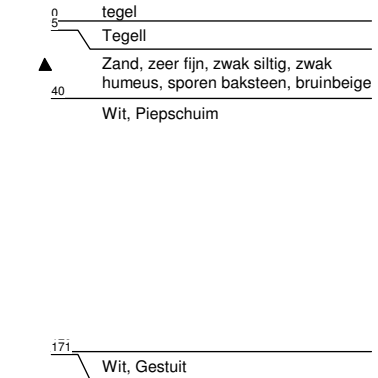 0 tegel
5 Tegell
Zand, zeer fijn, zwak siltig, zwak
humeus, sporen baksteen, bruinbeige
40
Wit, Piepschuim
171
Wit, Gestuit